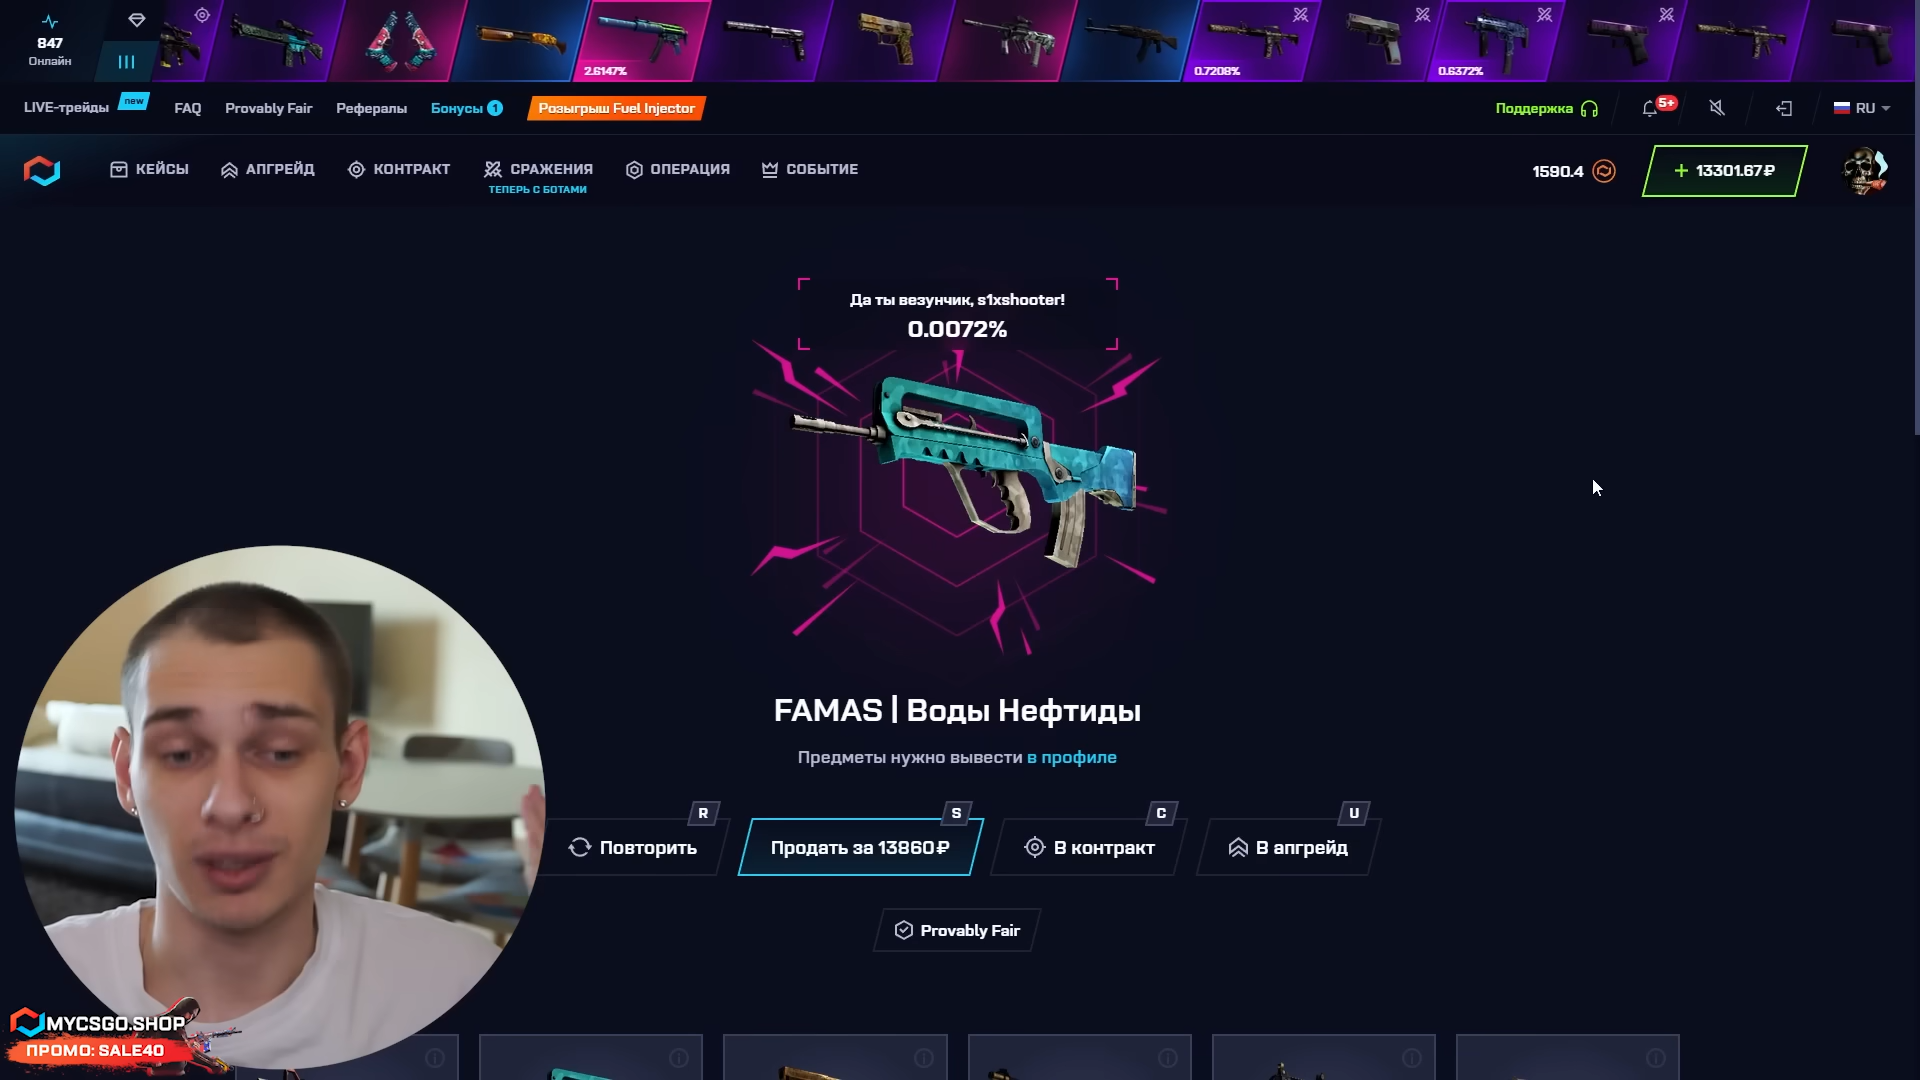 847
Онлайн
2.6147%
0.7208%
0.6372%
LIVE-трейды
new
FAQ
Provably Fair
Рефералы
Бонусы 1
Розыгрыш Fuel Injector
Поддержка
5+
RU
КЕЙСЫ
АПГРЕЙД
КОНТРАКТ
СРАЖЕНИЯ
ТЕПЕРЬ С БОТАМИ
ОПЕРАЦИЯ
СОБЫТИЕ
1590.4
+ 13301.67₽
Да ты везунчик, s1xshooter!
0.0072%
FAMAS | Воды Нефтиды
Предметы нужно вывести в профиле
R
Повторить
S
Продать за 13860₽
C
В контракт
U
В апгрейд
Provably Fair
MYCSGO.SHOP
ПРОМО: SALE40